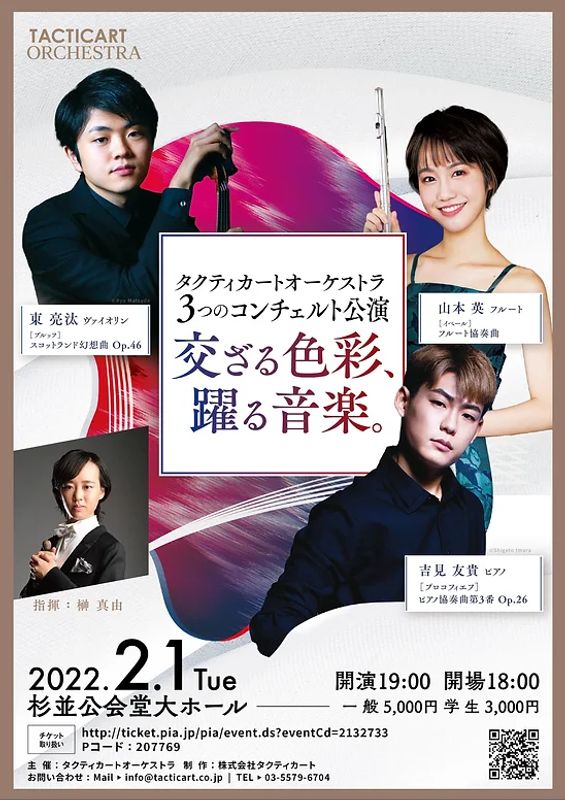 TACTICART
ORCHESTRA
タクティカートオーケストラ
3つのコンチェルト公演
交ざる色彩、
躍る音楽。
©Ayu Matsuda
東 亮汰 ヴァイオリン
[ブルッフ]
スコットランド幻想曲 Op.46
山本 英 フルート
[イベール]
フルート協奏曲
©Shigeto Imura
吉見 友貴 ピアノ
[プロコフィエフ]
ピアノ協奏曲第3番 Op.26
指揮：榊 真由
2022.2.1 Tue
開演19:00 開場18:00
杉並公会堂大ホール
一般 5,000円 学生 3,000円
チケット
取り扱い
http://ticket.pia.jp/pia/event.ds?eventCd=2132733
Pコード：207769
主 催：タクティカートオーケストラ 制 作：株式会社タクティカート
お問い合わせ：Mail▶info@tacticart.co.jp | TEL▶03-5579-6704